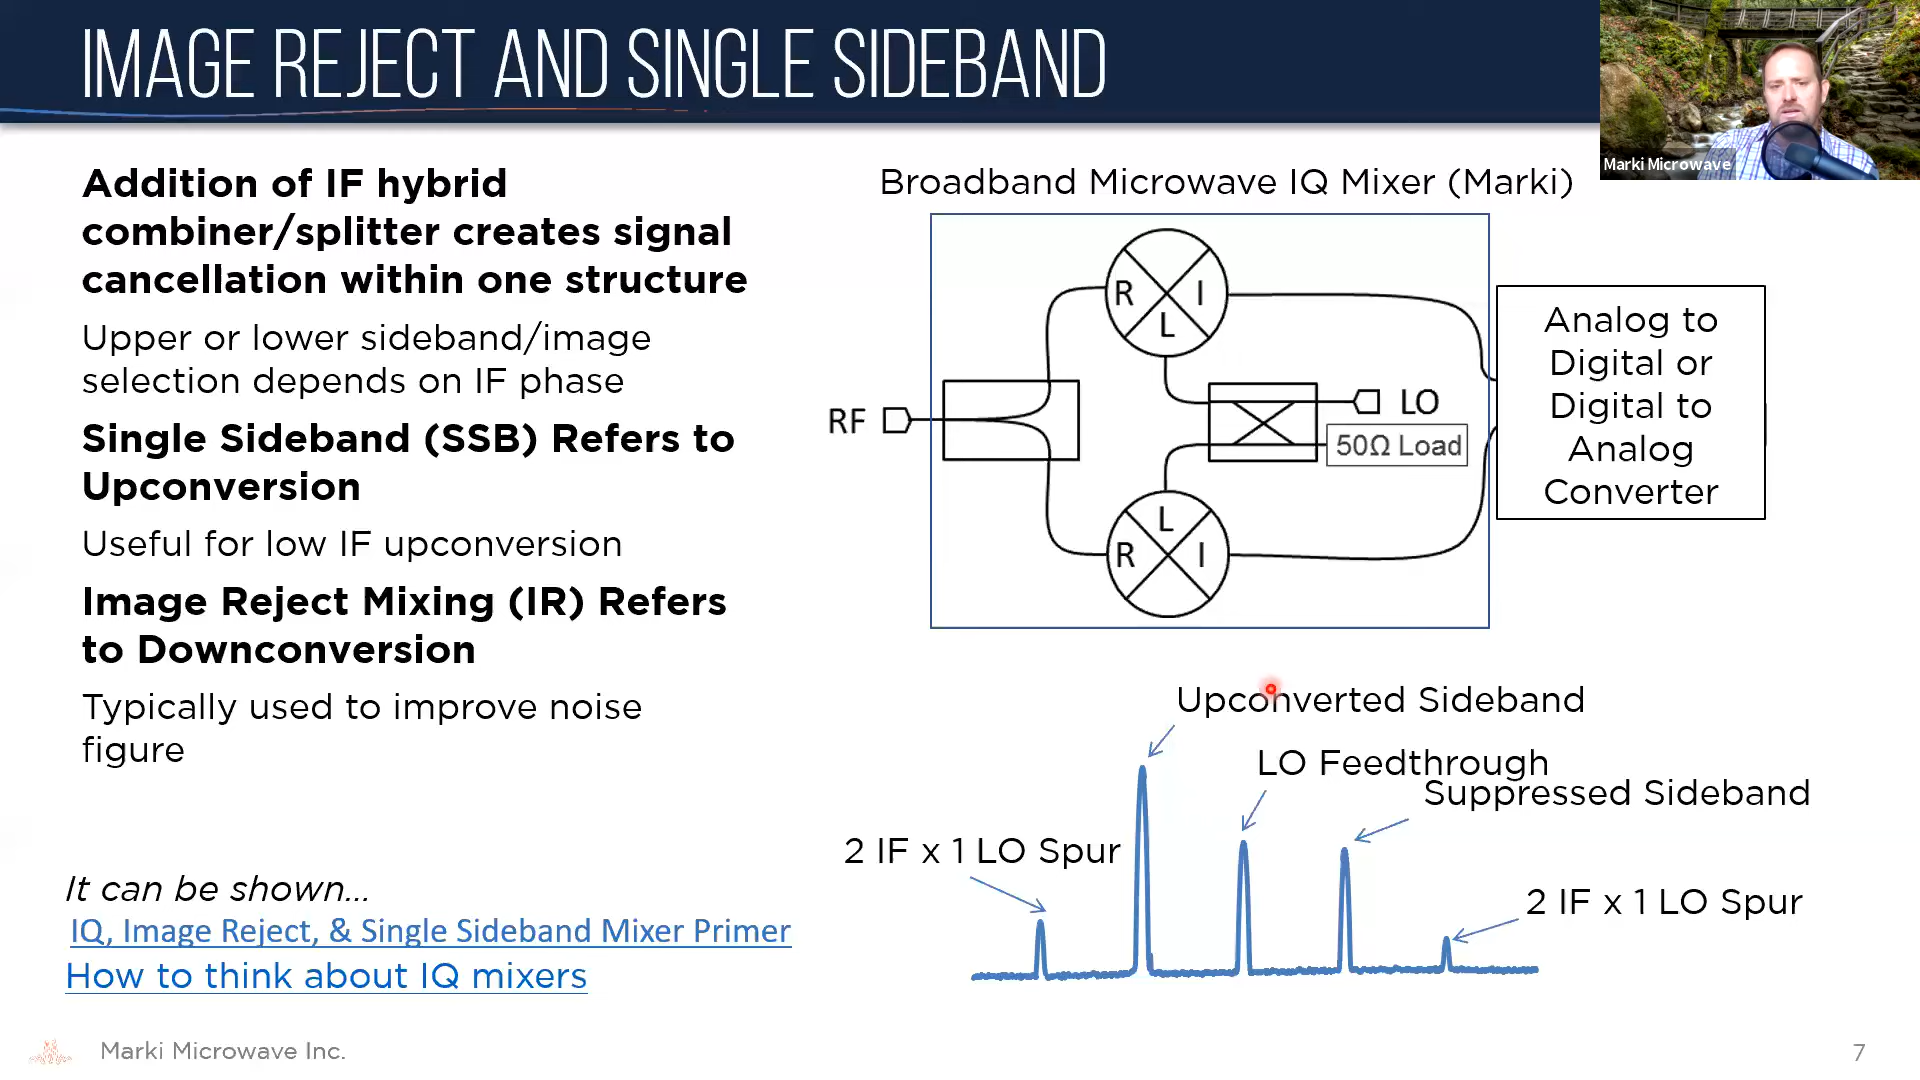 IMAGE REJECT AND SINGLE SIDEBAND
Marki Microwave
Addition of IF hybrid
combiner/splitter creates signal
cancellation within one structure
Upper or lower sideband/image
selection depends on IF phase
Single Sideband (SSB) Refers to
Upconversion
Useful for low IF upconversion
Image Reject Mixing (IR) Refers
to Downconversion
Typically used to improve noise
figure
It can be shown...
IQ, Image Reject, & Single Sideband Mixer Primer
How to think about IQ mixers
Broadband Microwave IQ Mixer (Marki)
R I
L
RF
LO
50Ω Load
L
R I
Analog to
Digital or
Digital to
Analog
Converter
Upconverted Sideband
LO Feedthrough
Suppressed Sideband
2 IF x 1 LO Spur
2 IF x 1 LO Spur
Marki Microwave Inc.
7